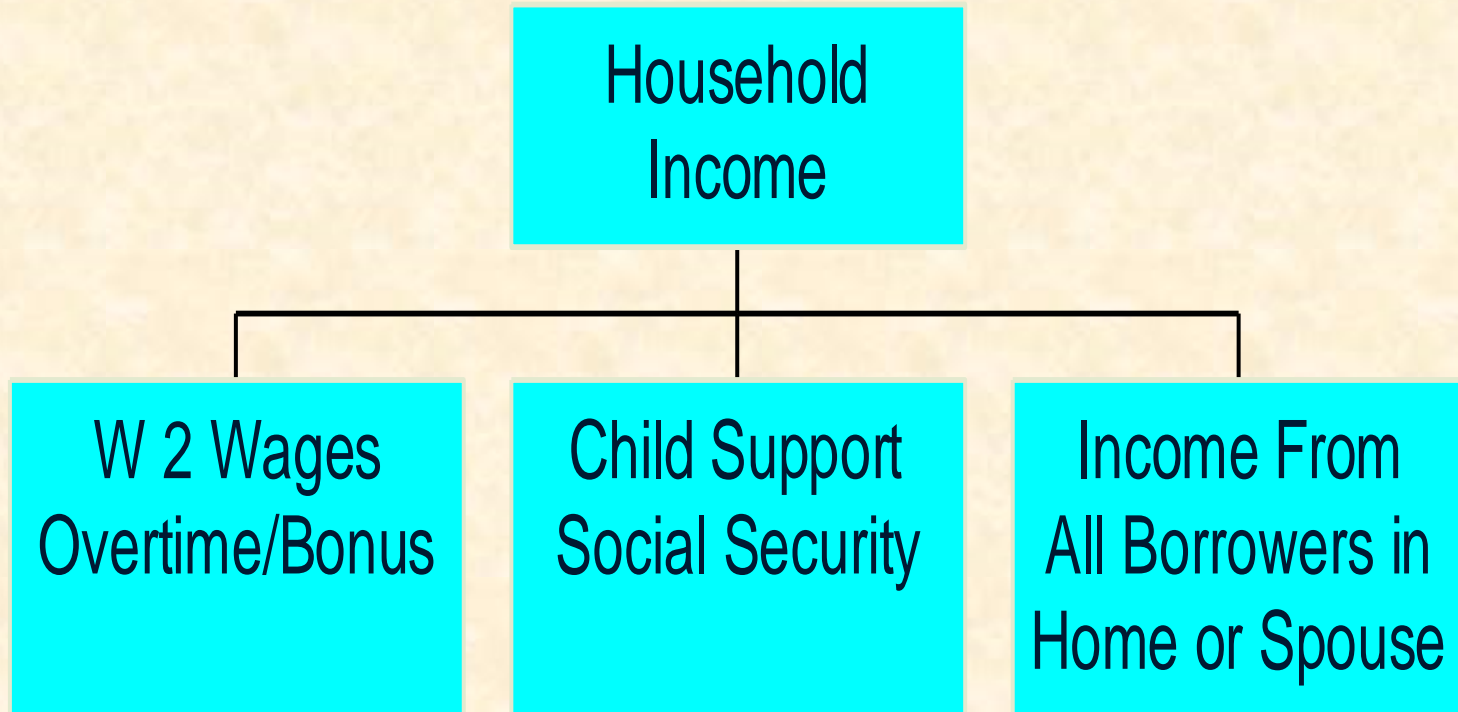 Household
Income
W 2 Wages
Overtime/Bonus
Child Support
Social Security
Income From
All Borrowers in
Home or Spouse